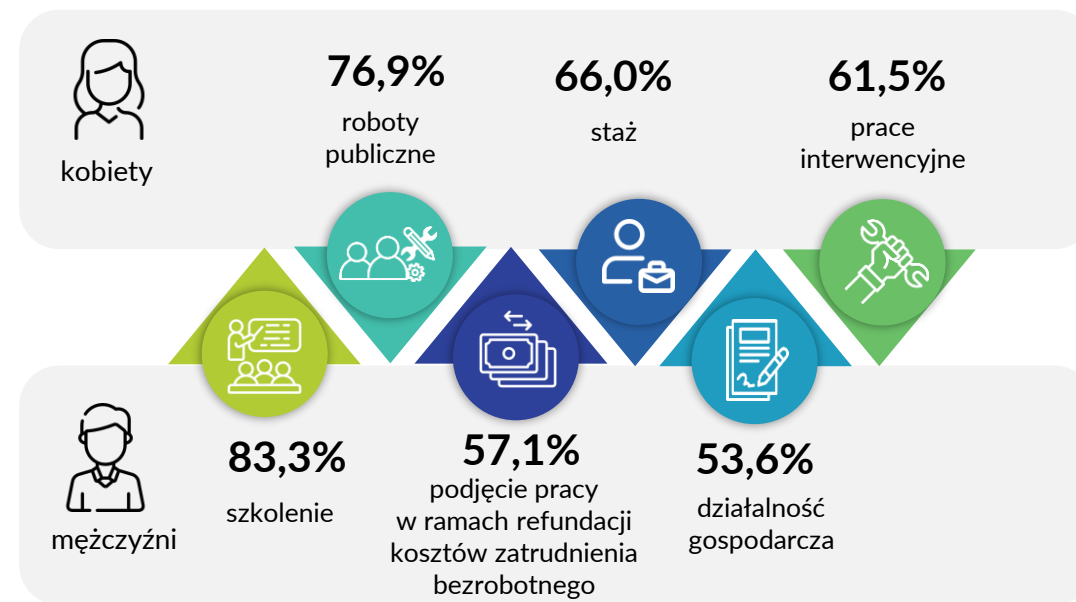 kobiety
76,9%
roboty
publiczne
66,0%
staż
61,5%
prace
interwencyjne
mężczyźni
83,3%
szkolenie
57,1%
podjęcie pracy
w ramach refundacji
kosztów zatrudnienia
bezrobotnego
53,6%
działalność
gospodarcza